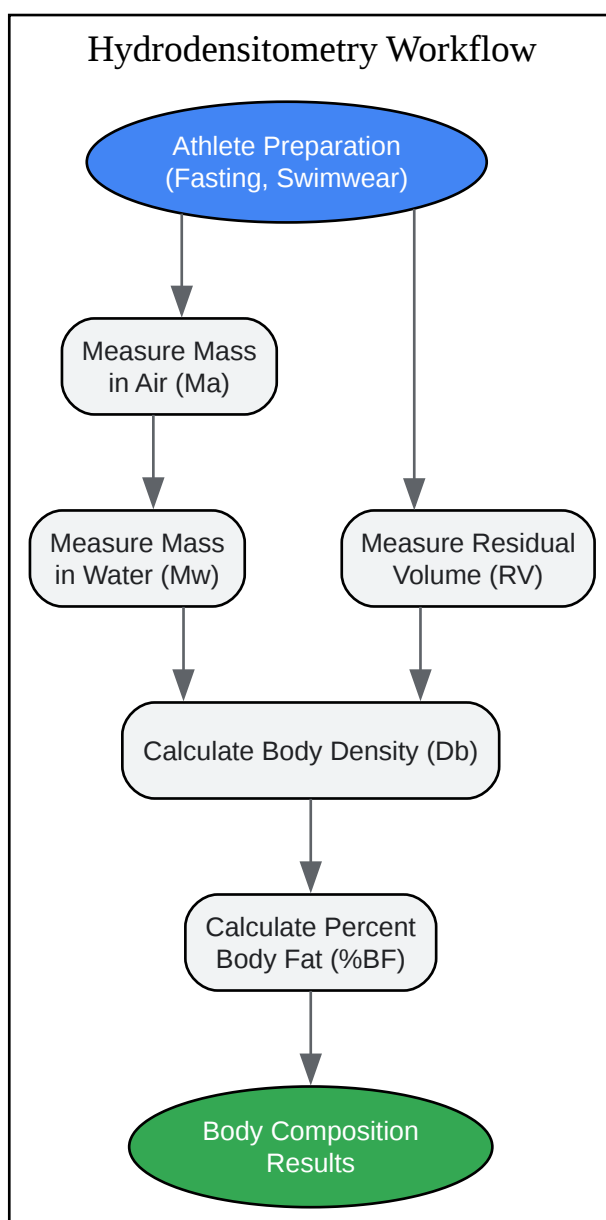 Hydrodensitometry Workflow
Athlete Preparation
(Fasting, Swimwear)
Measure Mass
in Air (Ma)
Measure Mass
in Water (Mw)
Measure Residual
Volume (RV)
Calculate Body Density (Db)
Calculate Percent
Body Fat (%BF)
Body Composition
Results